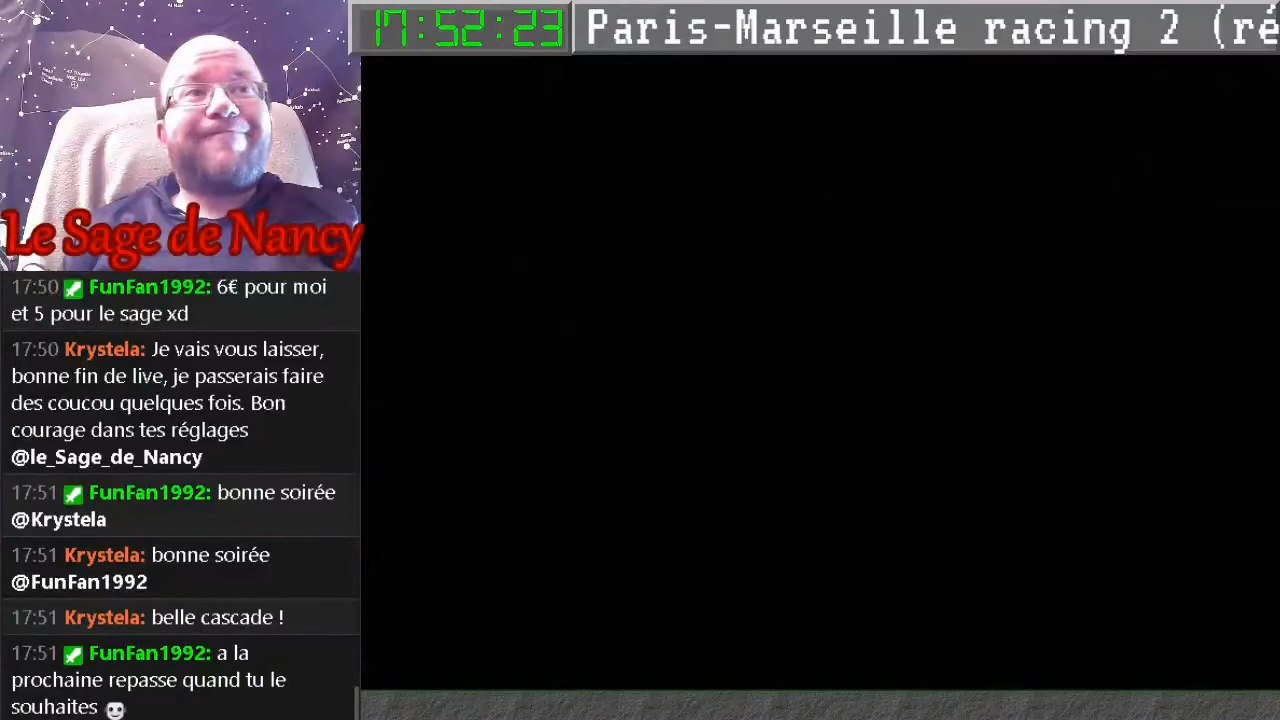 17:52:23
Paris-Marseille racing 2 (ré
Le Sage de Nancy
17:50 FunFan1992: 6€ pour moi
et 5 pour le sage xd
17:50 Krystela: Je vais vous laisser,
bonne fin de live, je passerais faire
des coucou quelques fois. Bon
courage dans tes réglages
@le_Sage_de_Nancy
17:51 FunFan1992: bonne soirée
@Krystela
17:51 Krystela: bonne soirée
@FunFan1992
17:51 Krystela: belle cascade !
17:51 FunFan1992: a la
prochaine repasse quand tu le
souhaites